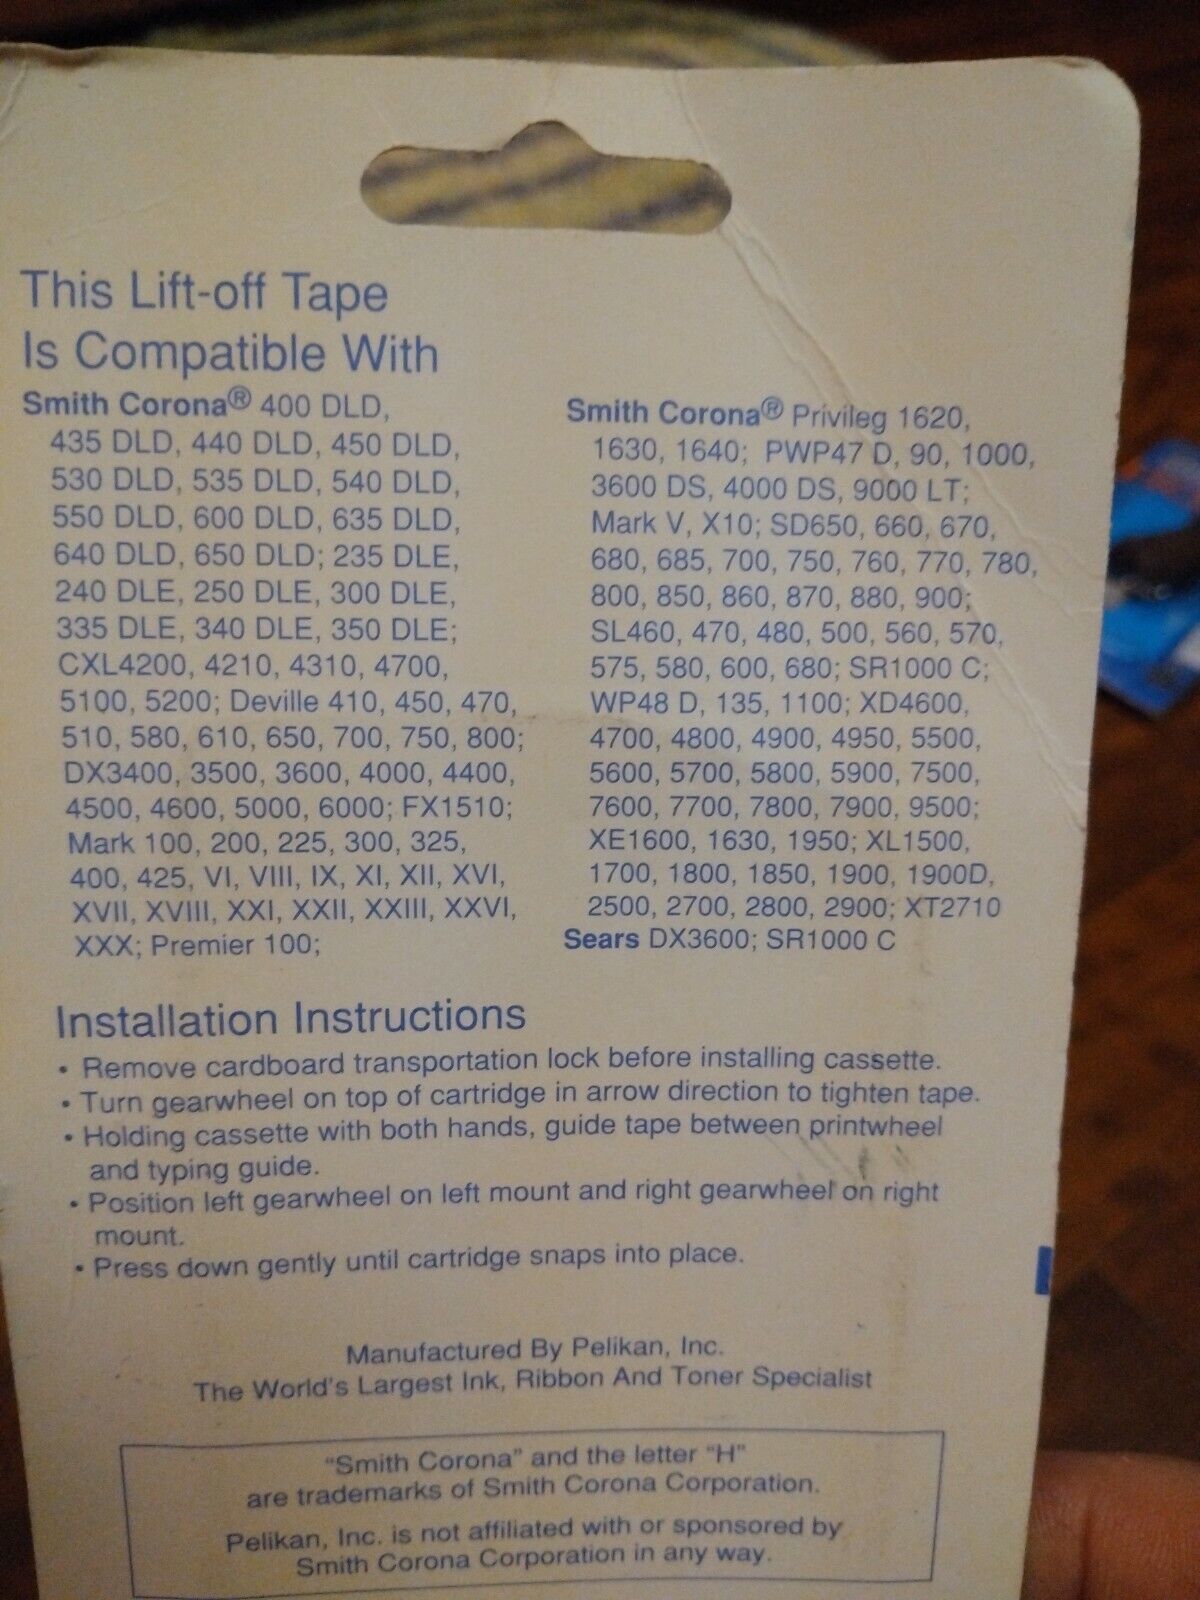 This Lift-off Tape
Is Compatible With
Smith Corona® 400 DLD,
435 DLD, 440 DLD, 450 DLD,
530 DLD, 535 DLD, 540 DLD,
550 DLD, 600 DLD, 635 DLD,
640 DLD, 650 DLD; 235 DLE,
240 DLE, 250 DLE, 300 DLE,
335 DLE, 340 DLE, 350 DLE;
CXL4200, 4210, 4310, 4700,
5100, 5200; Deville 410, 450, 470,
510, 580, 610, 650, 700, 750, 800;
DX3400, 3500, 3600, 4000, 4400,
4500, 4600, 5000, 6000; FX1510;
Mark 100, 200, 225, 300, 325,
400, 425, VI, VIII, IX, XI, XII, XVI,
XVII, XVIII, XXI, XXII, XXIII, XXVI,
XXX; Premier 100;
Smith Corona® Privileg 1620,
1630, 1640; PWP47 D, 90, 1000,
3600 DS, 4000 DS, 9000 LT;
Mark V, X10; SD650, 660, 670,
680, 685, 700, 750, 760, 770, 780,
800, 850, 860, 870, 880, 900;
SL460, 470, 480, 500, 560, 570,
575, 580, 600, 680; SR1000 C;
WP48 D, 135, 1100; XD4600,
4700, 4800, 4900, 4950, 5500,
5600, 5700, 5800, 5900, 7500,
7600, 7700, 7800, 7900, 9500;
XE1600, 1630, 1950; XL1500,
1700, 1800, 1850, 1900, 1900D,
2500, 2700, 2800, 2900; XT2710
Sears DX3600; SR1000 C
Installation Instructions
• Remove cardboard transportation lock before installing cassette.
• Turn gearwheel on top of cartridge in arrow direction to tighten tape.
• Holding cassette with both hands, guide tape between printwheel
and typing guide.
• Position left gearwheel on left mount and right gearwheel on right
mount.
• Press down gently until cartridge snaps into place.
Manufactured By Pelikan, Inc.
The World's Largest Ink, Ribbon And Toner Specialist
"Smith Corona" and the letter "H"
are trademarks of Smith Corona Corporation.
Pelikan, Inc. is not affiliated with or sponsored by
Smith Corona Corporation in any way.